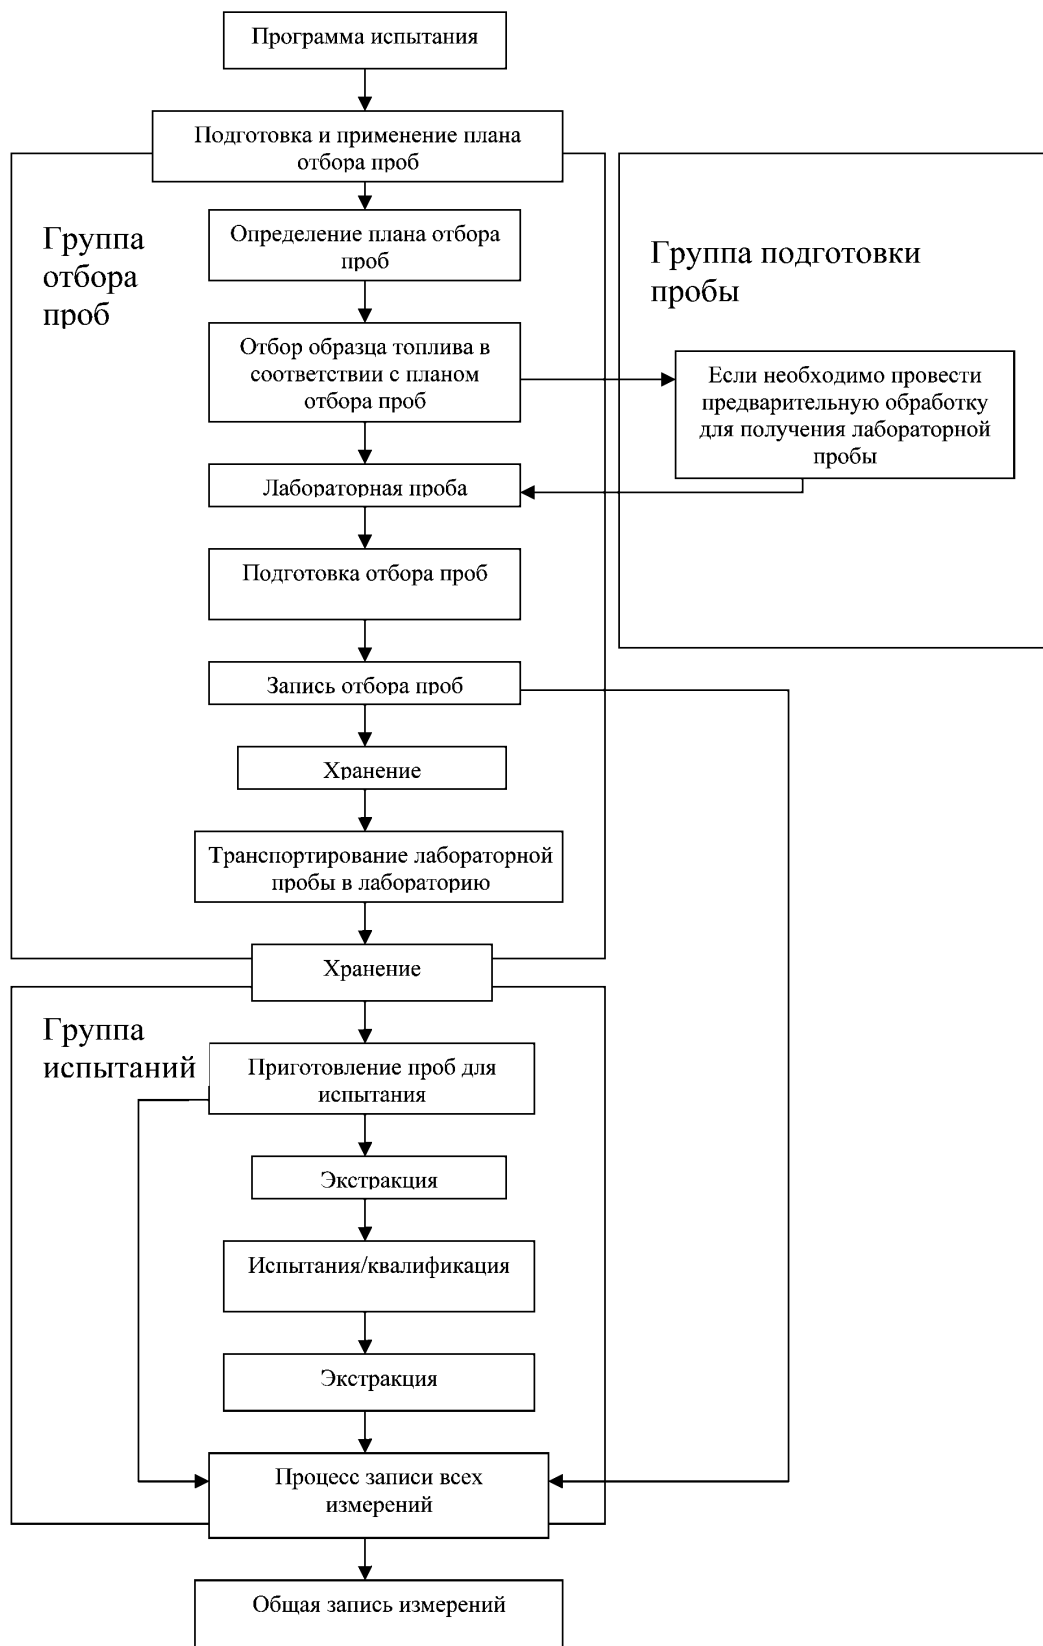 Программа испытания
Подготовка и применение плана
отбора проб
Группа
отбора
проб
Определение плана отбора
проб
Группа подготовки
пробы
Отбор образца топлива в
соответствии с планом
отбора проб
Если необходимо провести
предварительную обработку
для получения лабораторной
пробы
Лабораторная проба
Подготовка отбора проб
Запись отбора проб
Хранение
Транспортирование лабораторной
пробы в лабораторию
Хранение
Группа
испытаний
Приготовление проб для
испытания
Экстракция
Испытания/квалификация
Экстракция
Процесс записи всех
измерений
Общая запись измерений